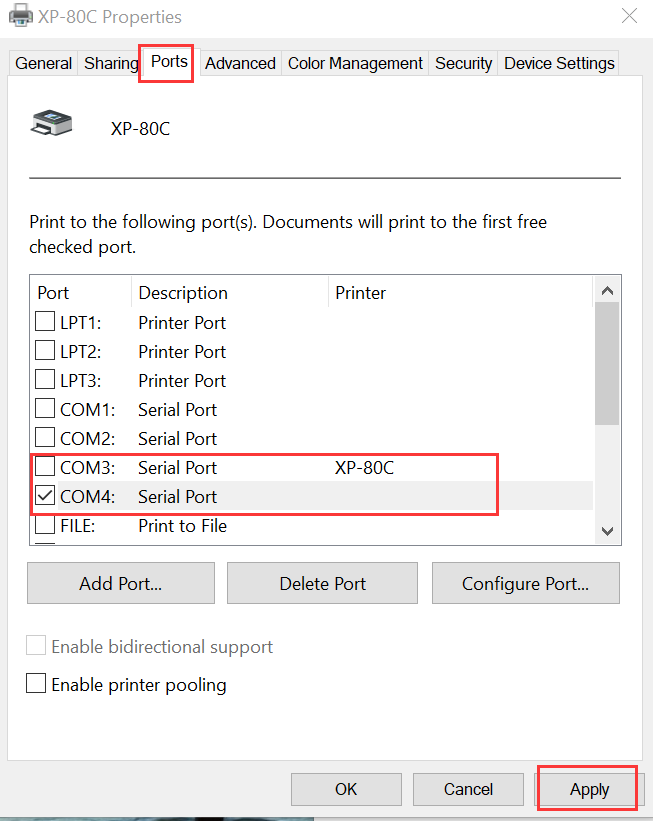 XP-80C Properties
General Sharing Ports Advanced Color Management Security Device Settings
XP-80C
Print to the following port(s). Documents will print to the first free
checked port.
Port Description Printer
LPT1: Printer Port
LPT2: Printer Port
LPT3: Printer Port
COM1: Serial Port
COM2: Serial Port
COM3: Serial Port XP-80C
COM4: Serial Port
FILE: Print to File
Add Port... Delete Port Configure Port...
Enable bidirectional support
Enable printer pooling
OK Cancel Apply